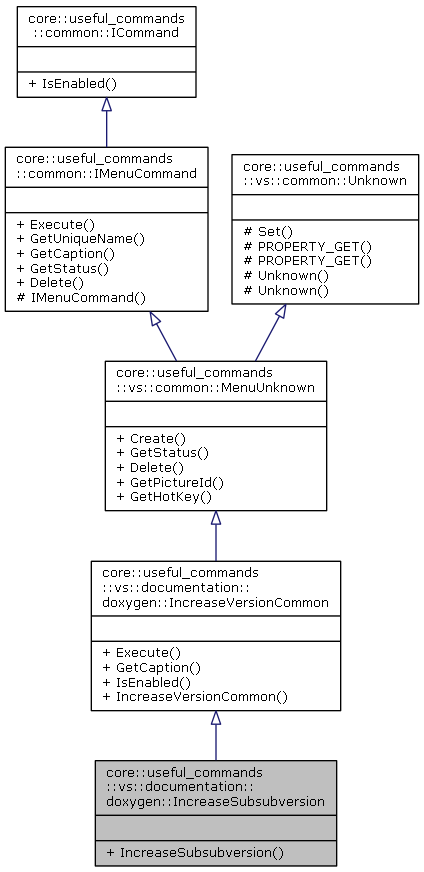 core::useful_commands
::common::ICommand
+ IsEnabled()
core::useful_commands
::common::IMenuCommand
+ Execute()
+ GetUniqueName()
+ GetCaption()
+ GetStatus()
+ Delete()
# IMenuCommand()
core::useful_commands
::vs::common::Unknown
# Set()
# PROPERTY_GET()
# PROPERTY_GET()
# Unknown()
# Unknown()
core::useful_commands
::vs::common::MenuUnknown
+ Create()
+ GetStatus()
+ Delete()
+ GetPictureId()
+ GetHotKey()
core::useful_commands
::vs::documentation::
doxygen::IncreaseVersionCommon
+ Execute()
+ GetCaption()
+ IsEnabled()
+ IncreaseVersionCommon()
core::useful_commands
::vs::documentation::
doxygen::IncreaseSubsubversion
+ IncreaseSubsubversion()